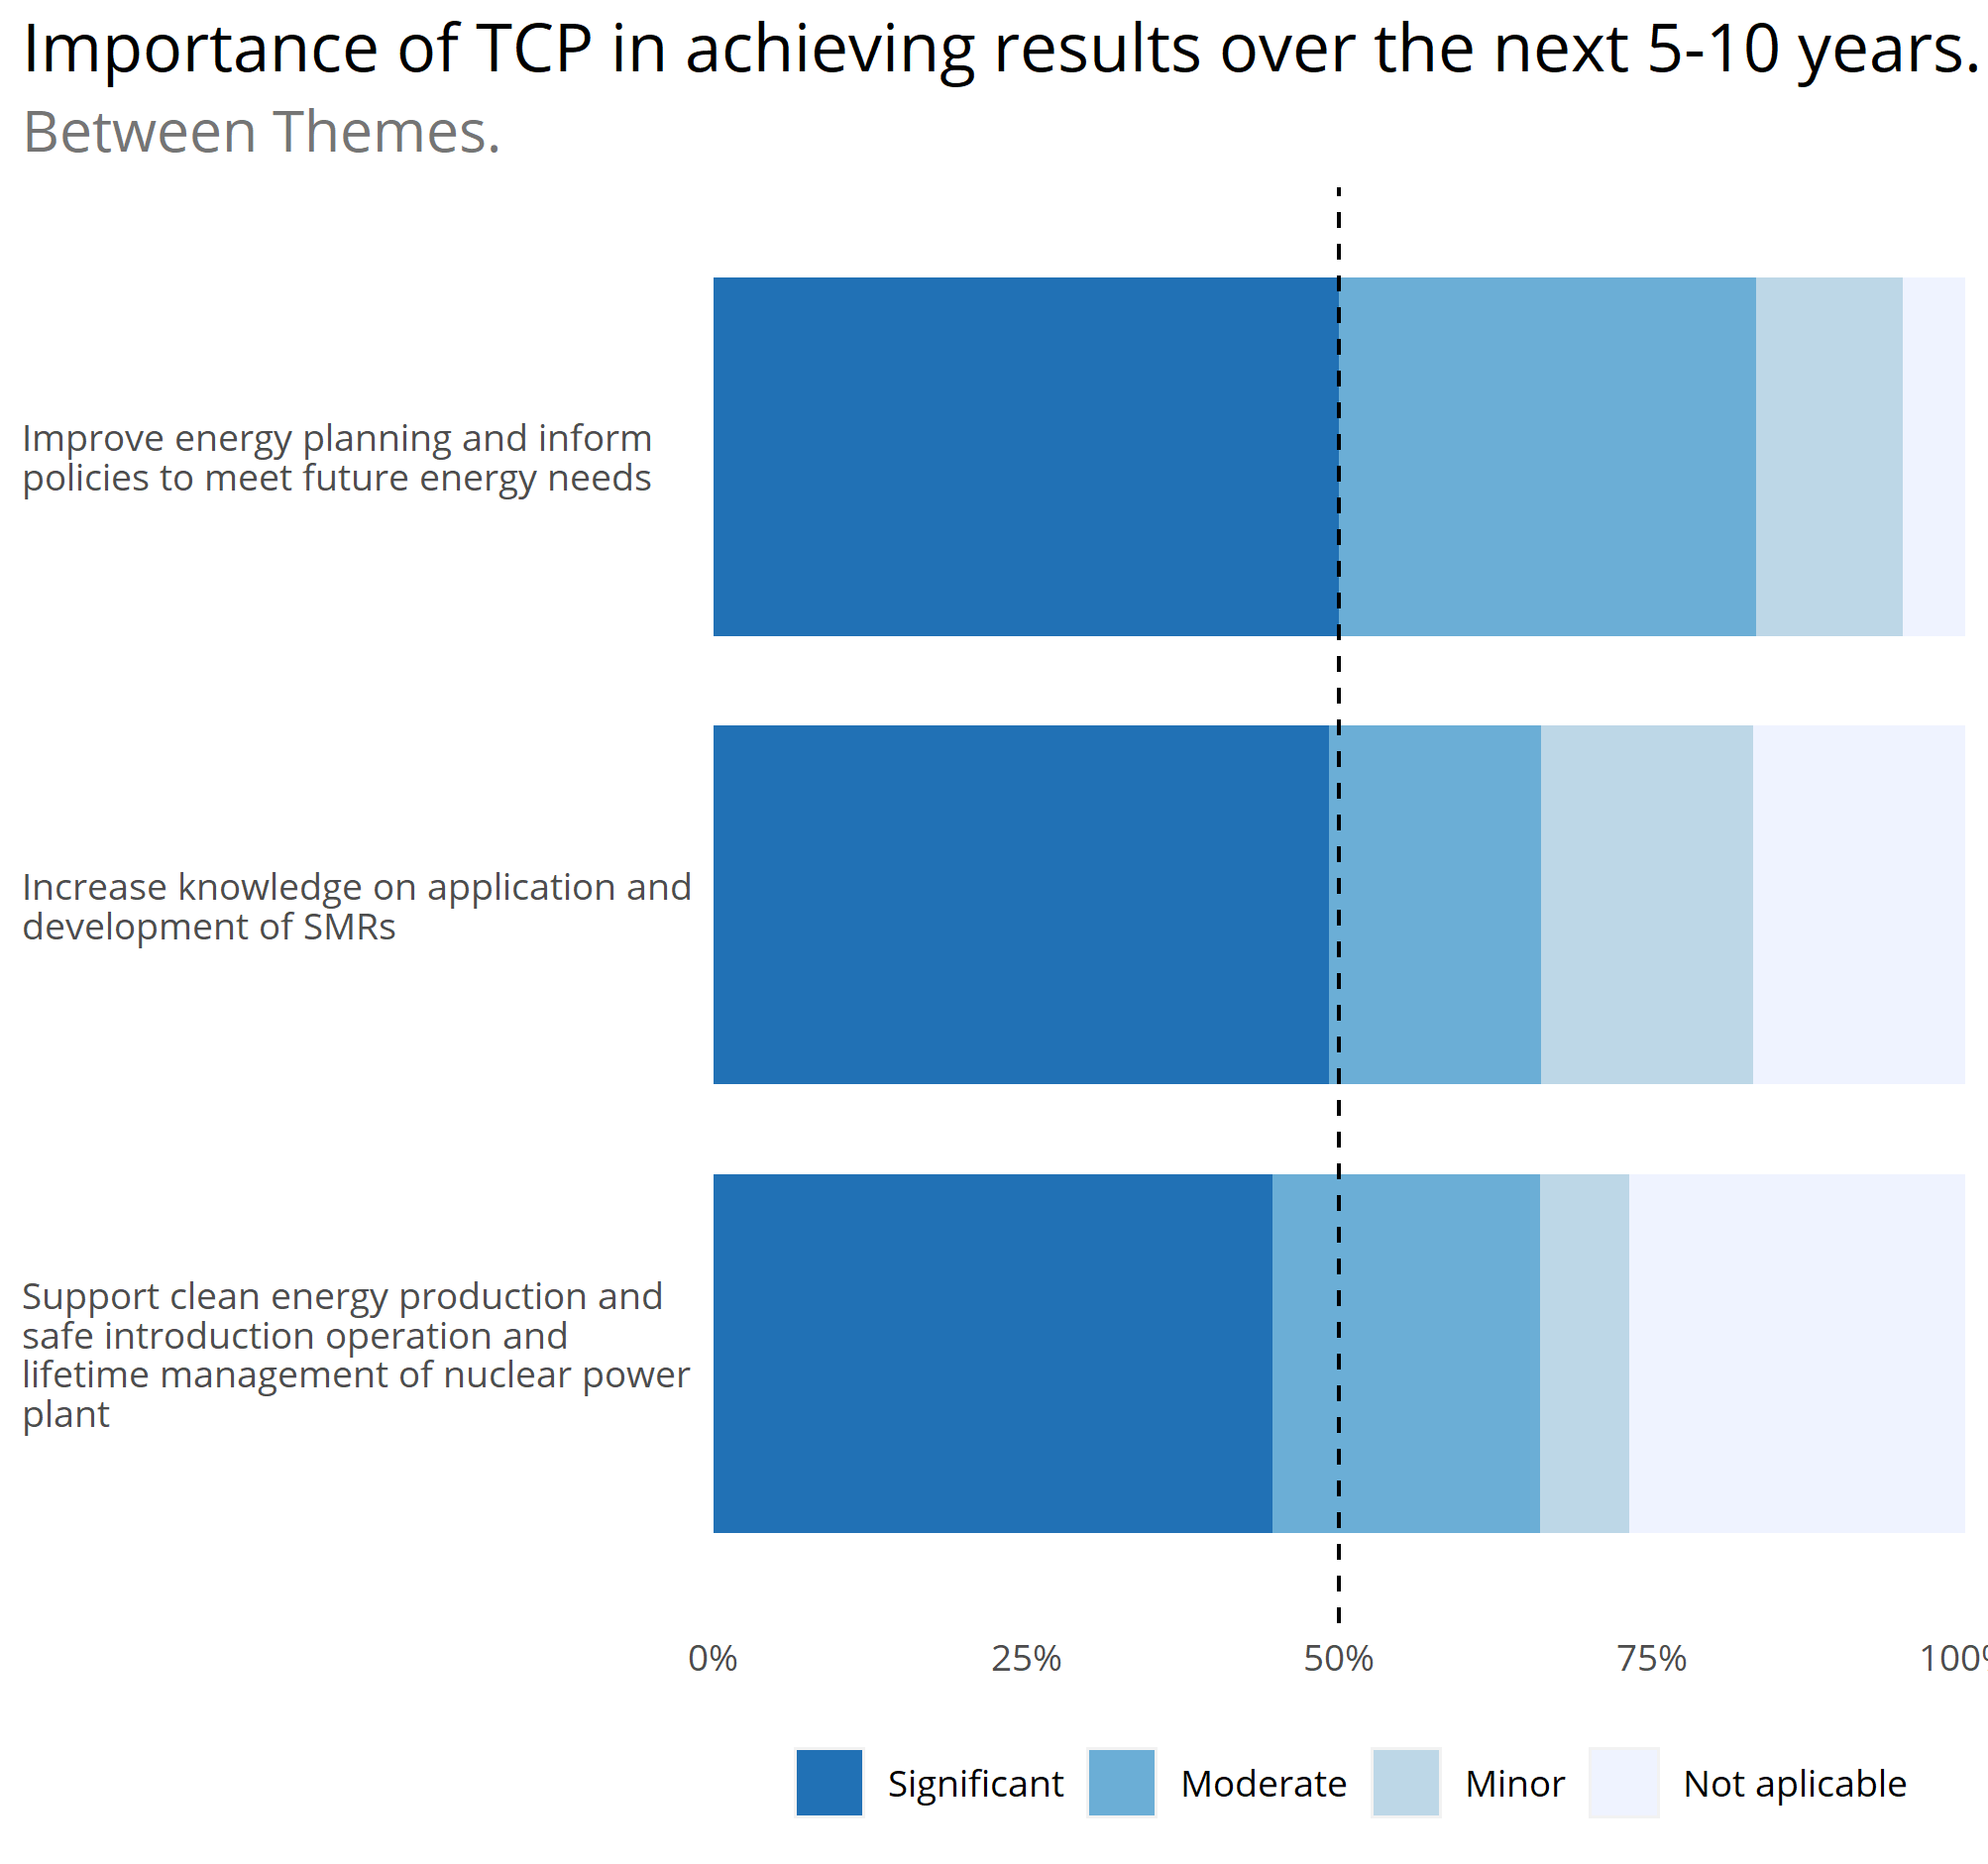 Importance of TCP in achieving results over the next 5-10 years.
Between Themes.
Improve energy planning and inform
policies to meet future energy needs
Increase knowledge on application and
development of SMRs
Support clean energy production and
safe introduction operation and
lifetime management of nuclear power
plant
0% 25% 50% 75% 100%
Significant Moderate Minor Not aplicable